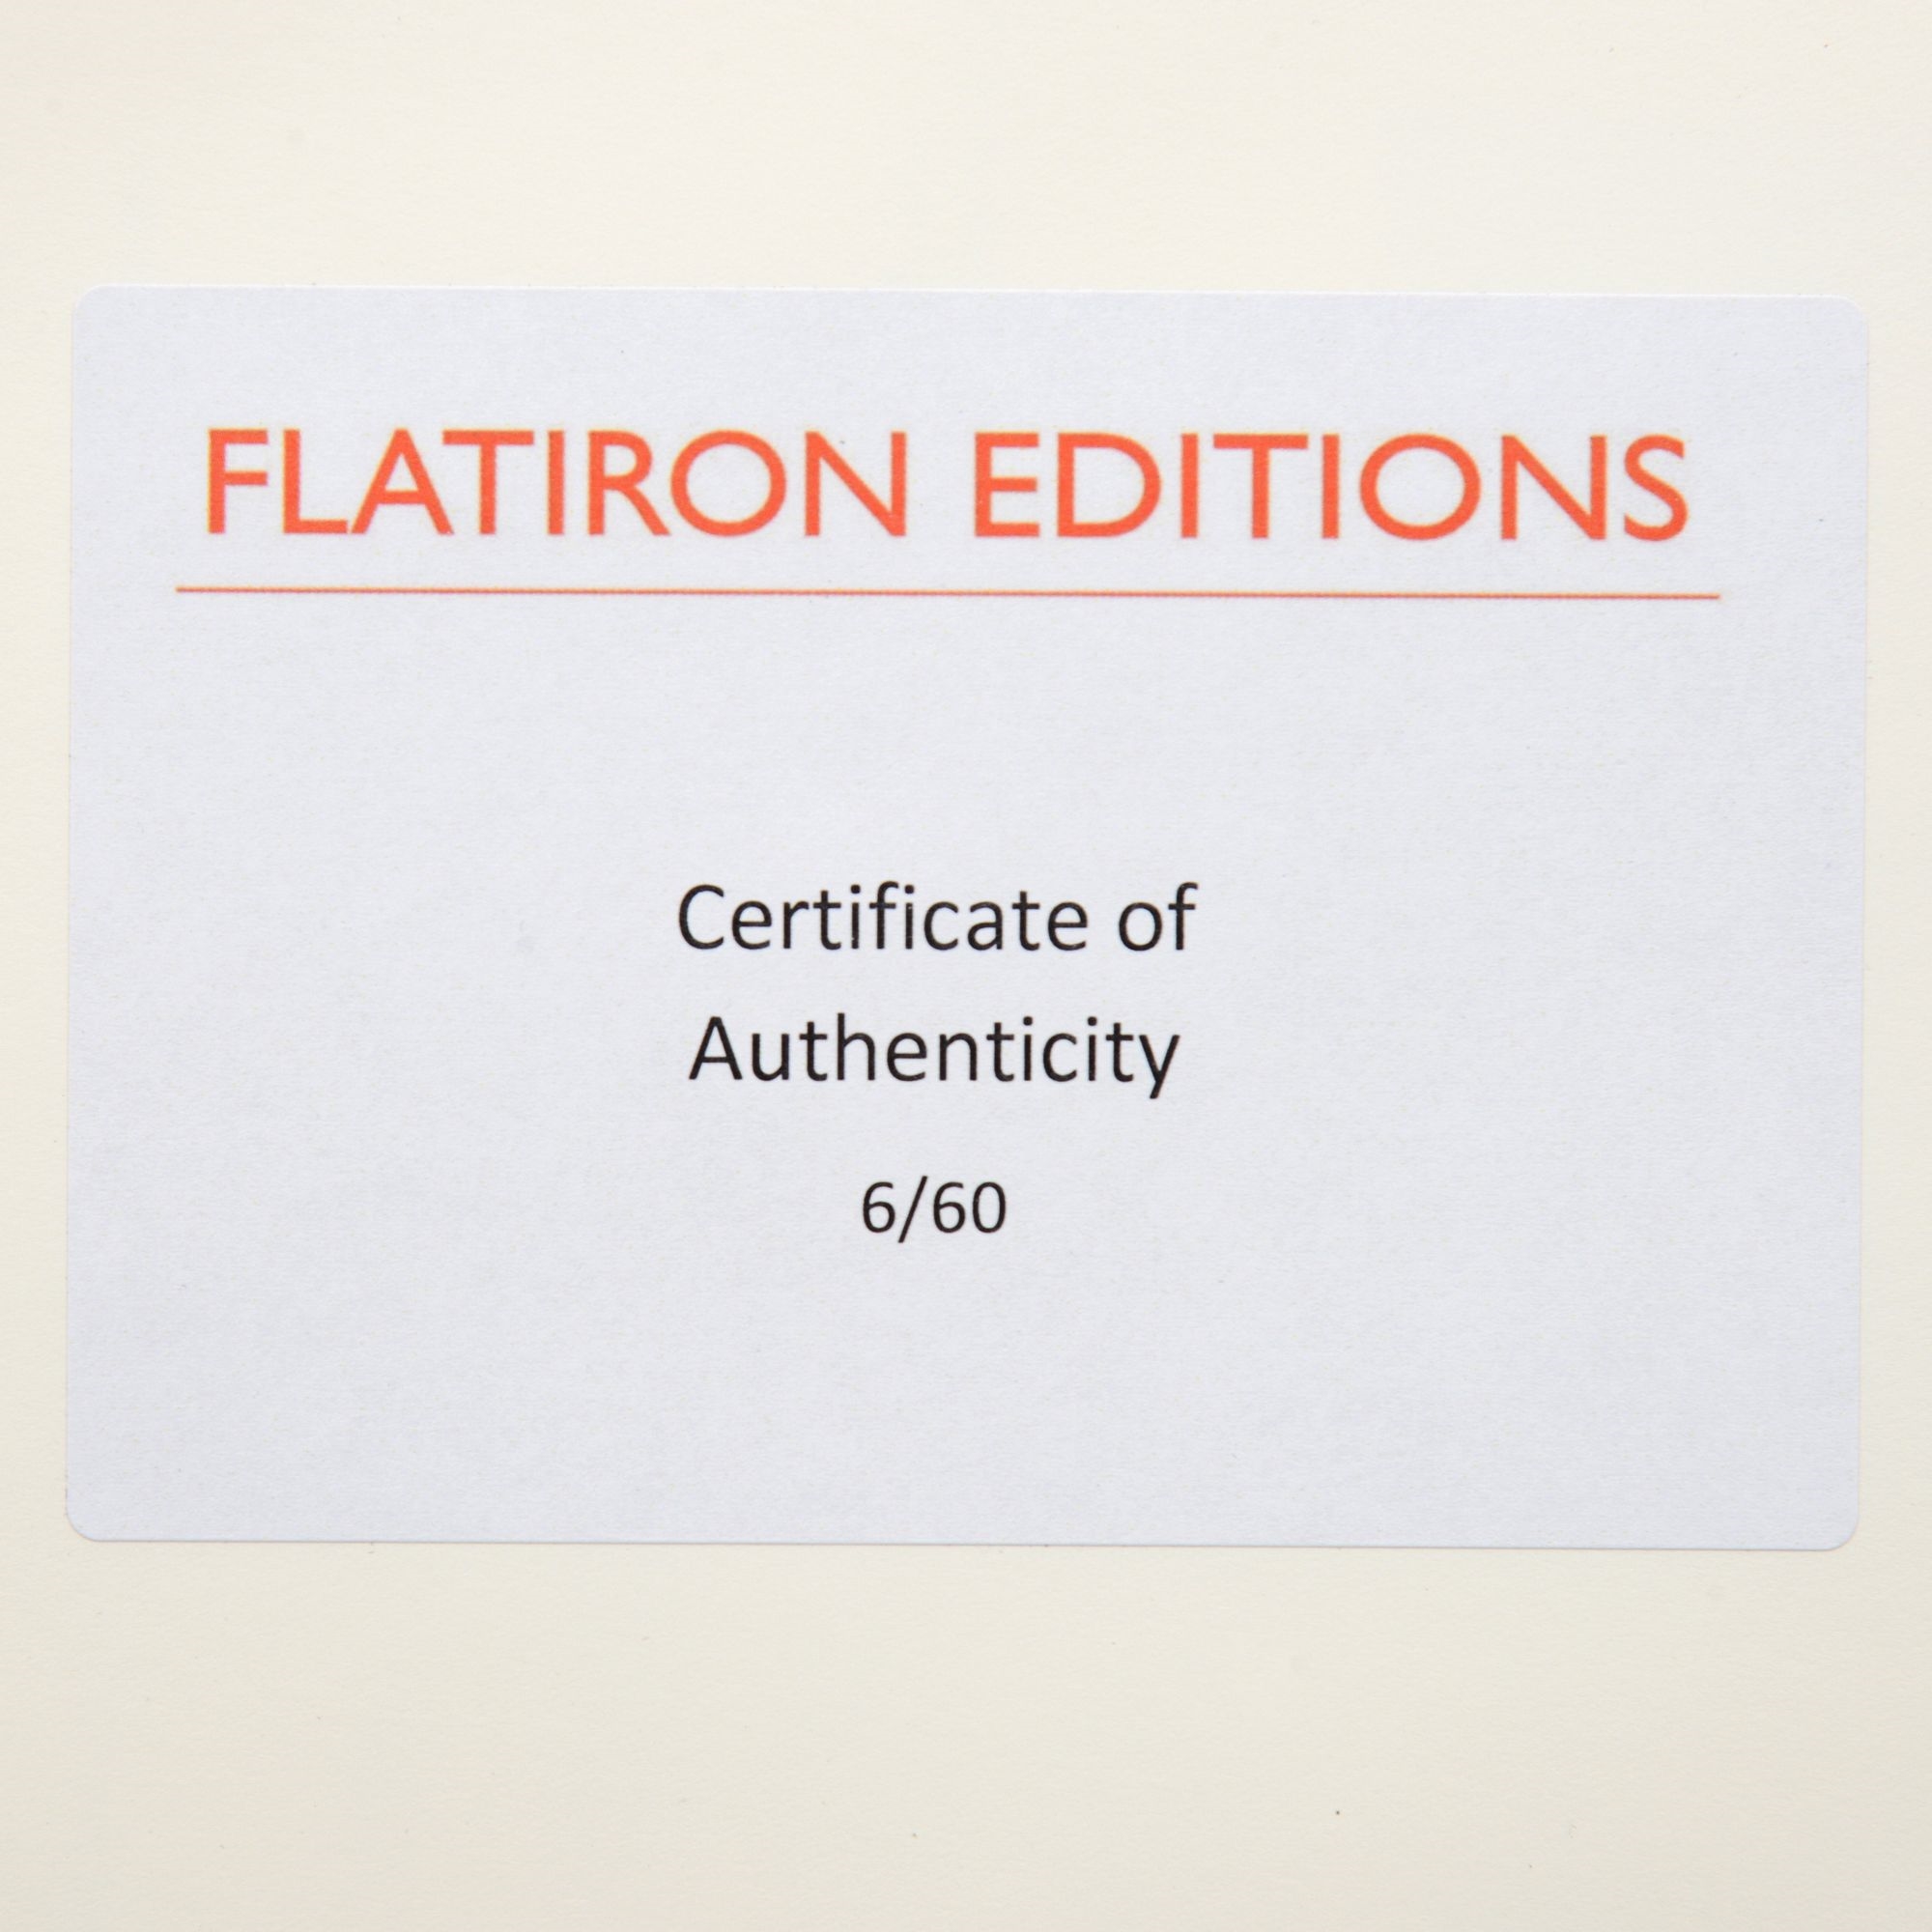 FLATIRON EDITIONS
Certificate of
Authenticity
6/60